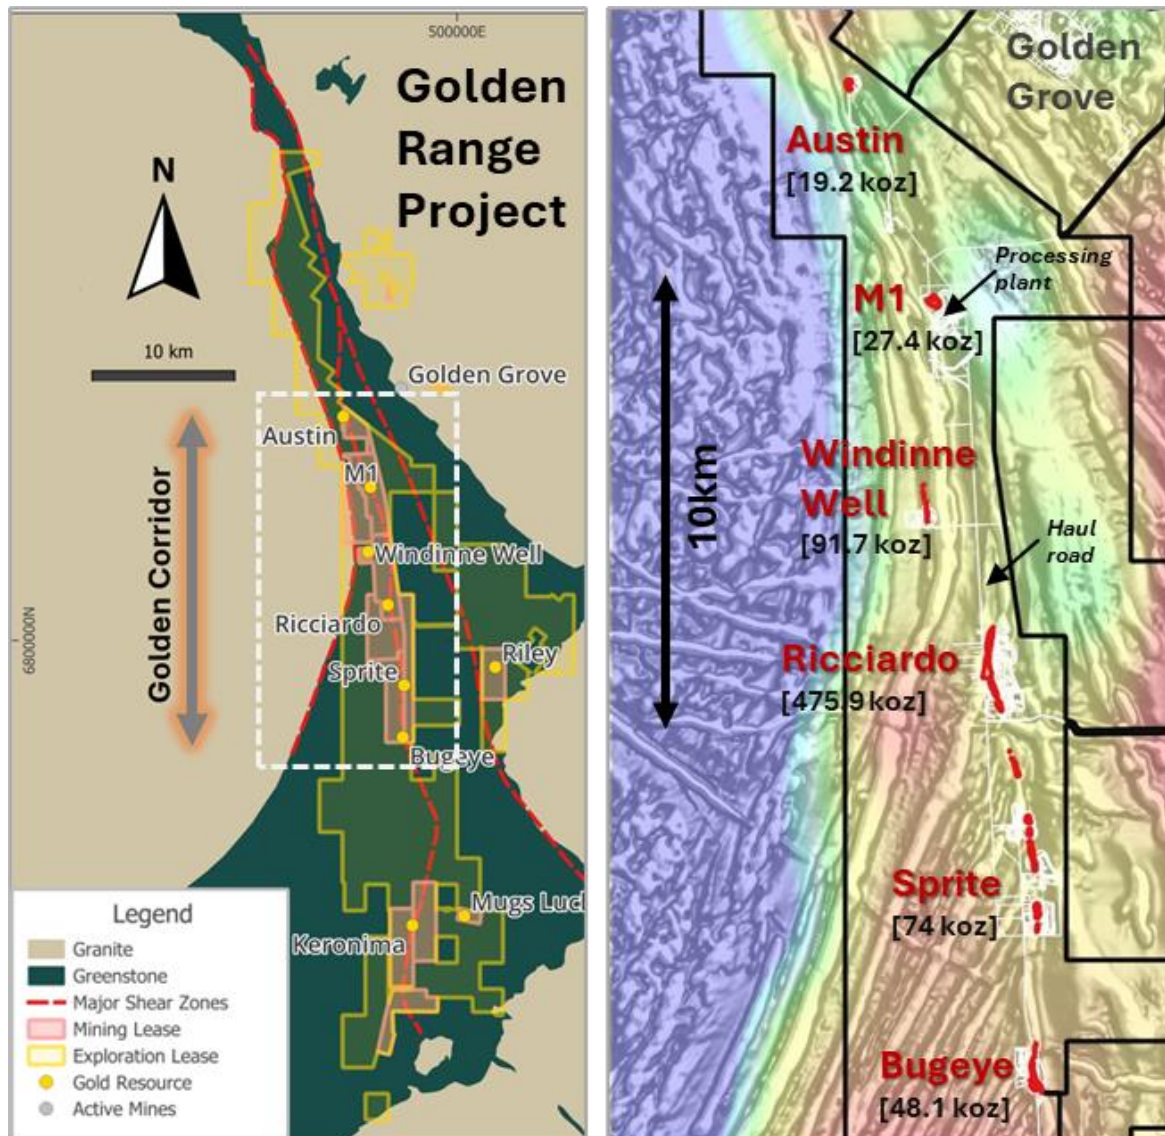 500000E
Golden
Range
Project
N
10 km
Golden Grove
Austin
M1
Golden Corridor
Windinne Well
6800000N
Ricciardo
Riley
Sprite
Bugeye
Mugs Lucl
Keronima
Legend
Granite
Greenstone
Major Shear Zones
Mining Lease
Exploration Lease
Gold Resource
Active Mines
Golden
Grove
Austin
[19.2 koz]
Processing
plant
M1
[27.4 koz]
10km
Windinne
Well
[91.7 koz]
Haul
road
Ricciardo
[475.9 koz]
Sprite
[74 koz]
Bugeye
[48.1 koz]